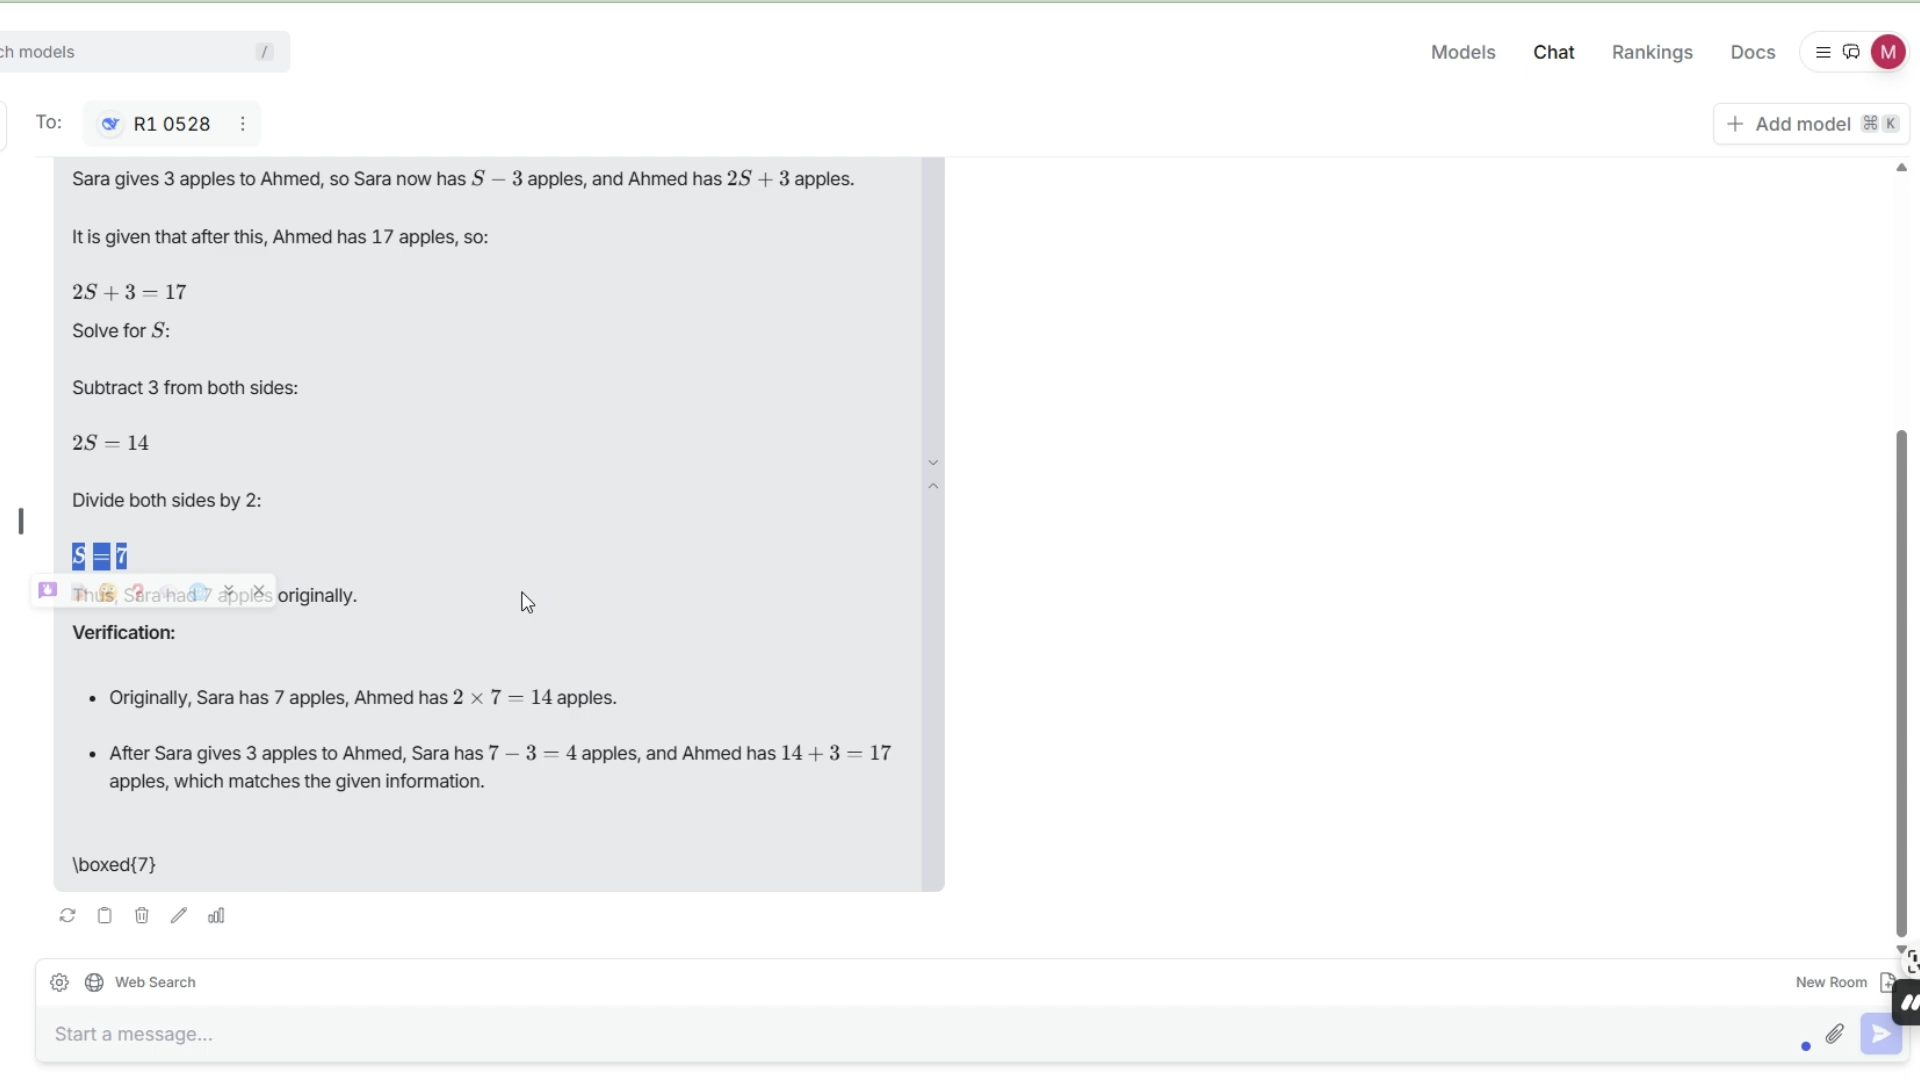 ch models /
Models Chat Rankings Docs M
To: R1 0528 Add model ⌘ K
Sara gives 3 apples to Ahmed, so Sara now has S − 3 apples, and Ahmed has 2S + 3 apples.
It is given that after this, Ahmed has 17 apples, so:
2S + 3 = 17
Solve for S:
Subtract 3 from both sides:
2S = 14
Divide both sides by 2:
S = 7
Thus, Sara had 7 apples originally.
Verification:
• Originally, Sara has 7 apples, Ahmed has 2 × 7 = 14 apples.
• After Sara gives 3 apples to Ahmed, Sara has 7 − 3 = 4 apples, and Ahmed has 14 + 3 = 17
apples, which matches the given information.
\boxed{7}
Web Search New Room
Start a message...